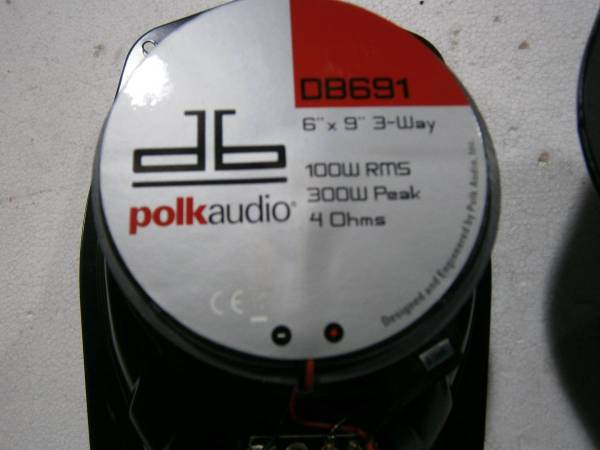 DB691
6" x 9" 3-Way
db
100W RMS
300W Peak
4 Ohms
polkaudio®
Designed and Engineered by Polk Audio, Inc.
CE
- +